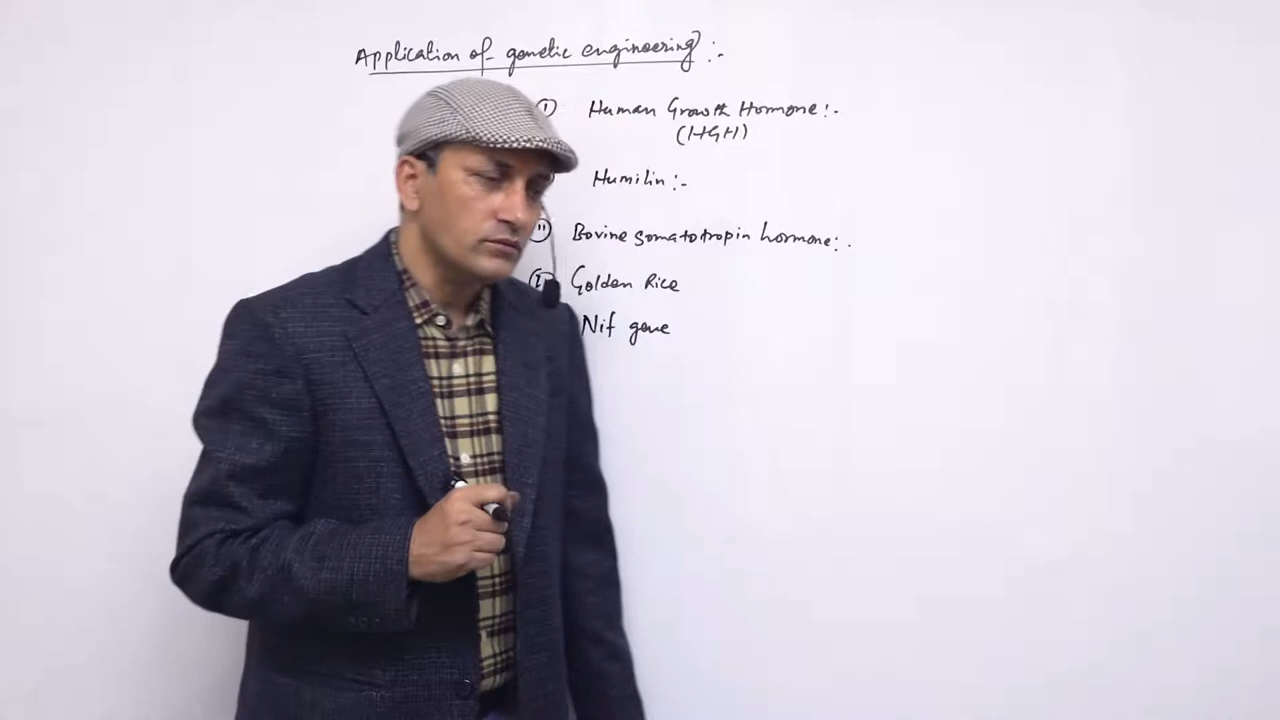 Application of genetic engineering :-
I Human Growth Hormone :-
(HGH)
Humilin :-
Bovine somatotropin hormone :.
Golden Rice
Nif gene